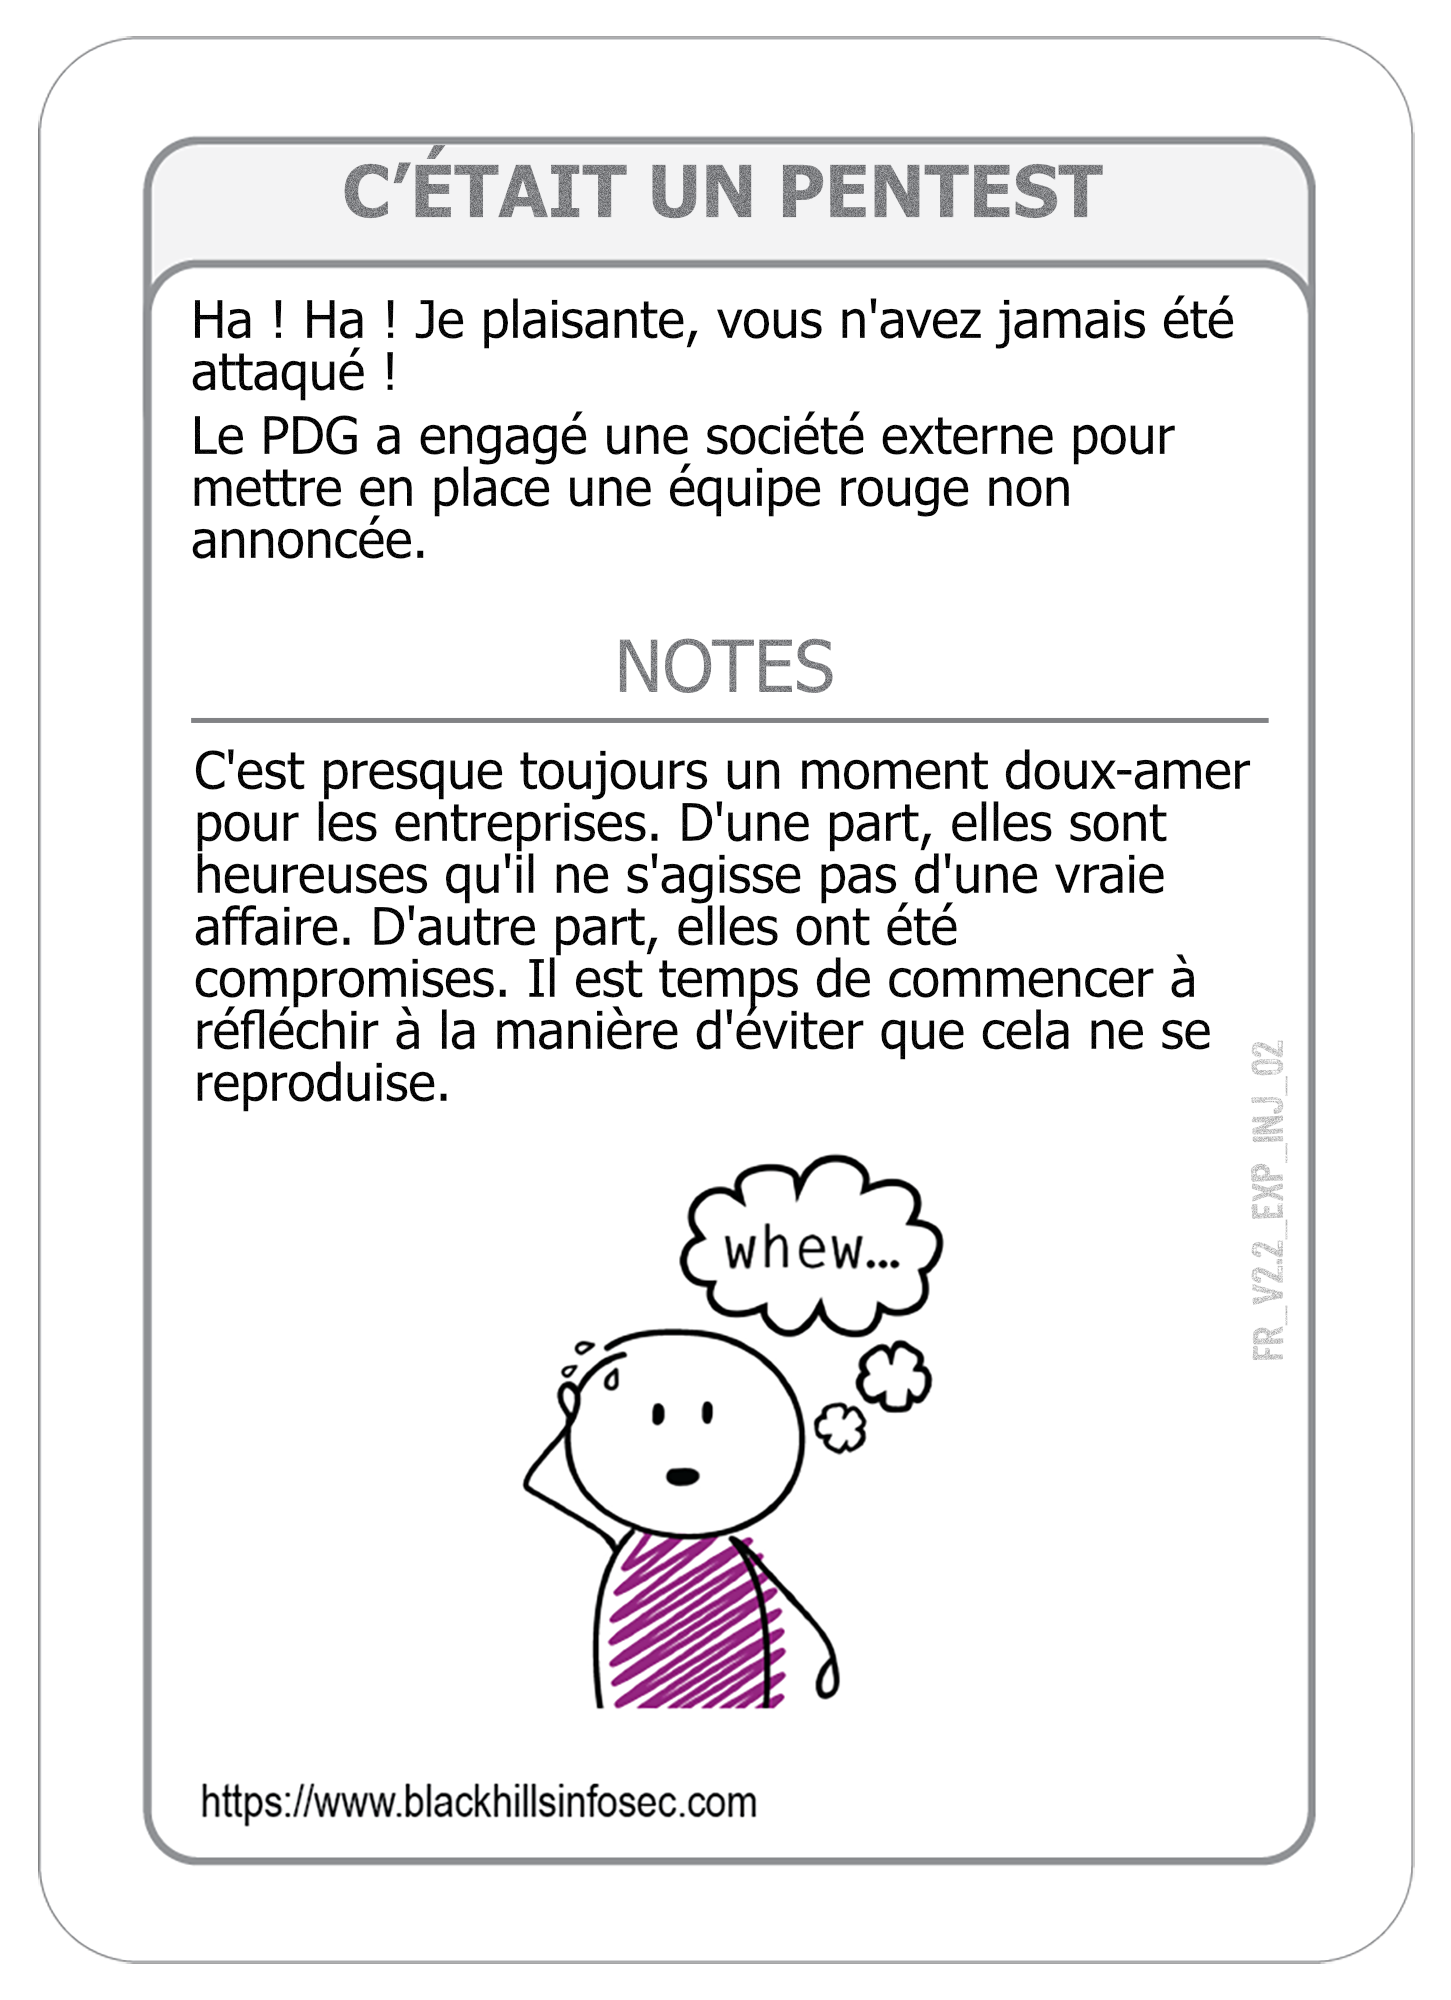 C’ÉTAIT UN PENTEST
Ha ! Ha ! Je plaisante, vous n'avez jamais été
attaqué !
Le PDG a engagé une société externe pour
mettre en place une équipe rouge non
annoncée.
NOTES
C'est presque toujours un moment doux-amer
pour les entreprises. D'une part, elles sont
heureuses qu'il ne s'agisse pas d'une vraie
affaire. D'autre part, elles ont été
compromises. Il est temps de commencer à
réfléchir à la manière d'éviter que cela ne se
reproduise.
FR_V2.2_EXP_INJ_02
whew...
https://www.blackhillsinfosec.com